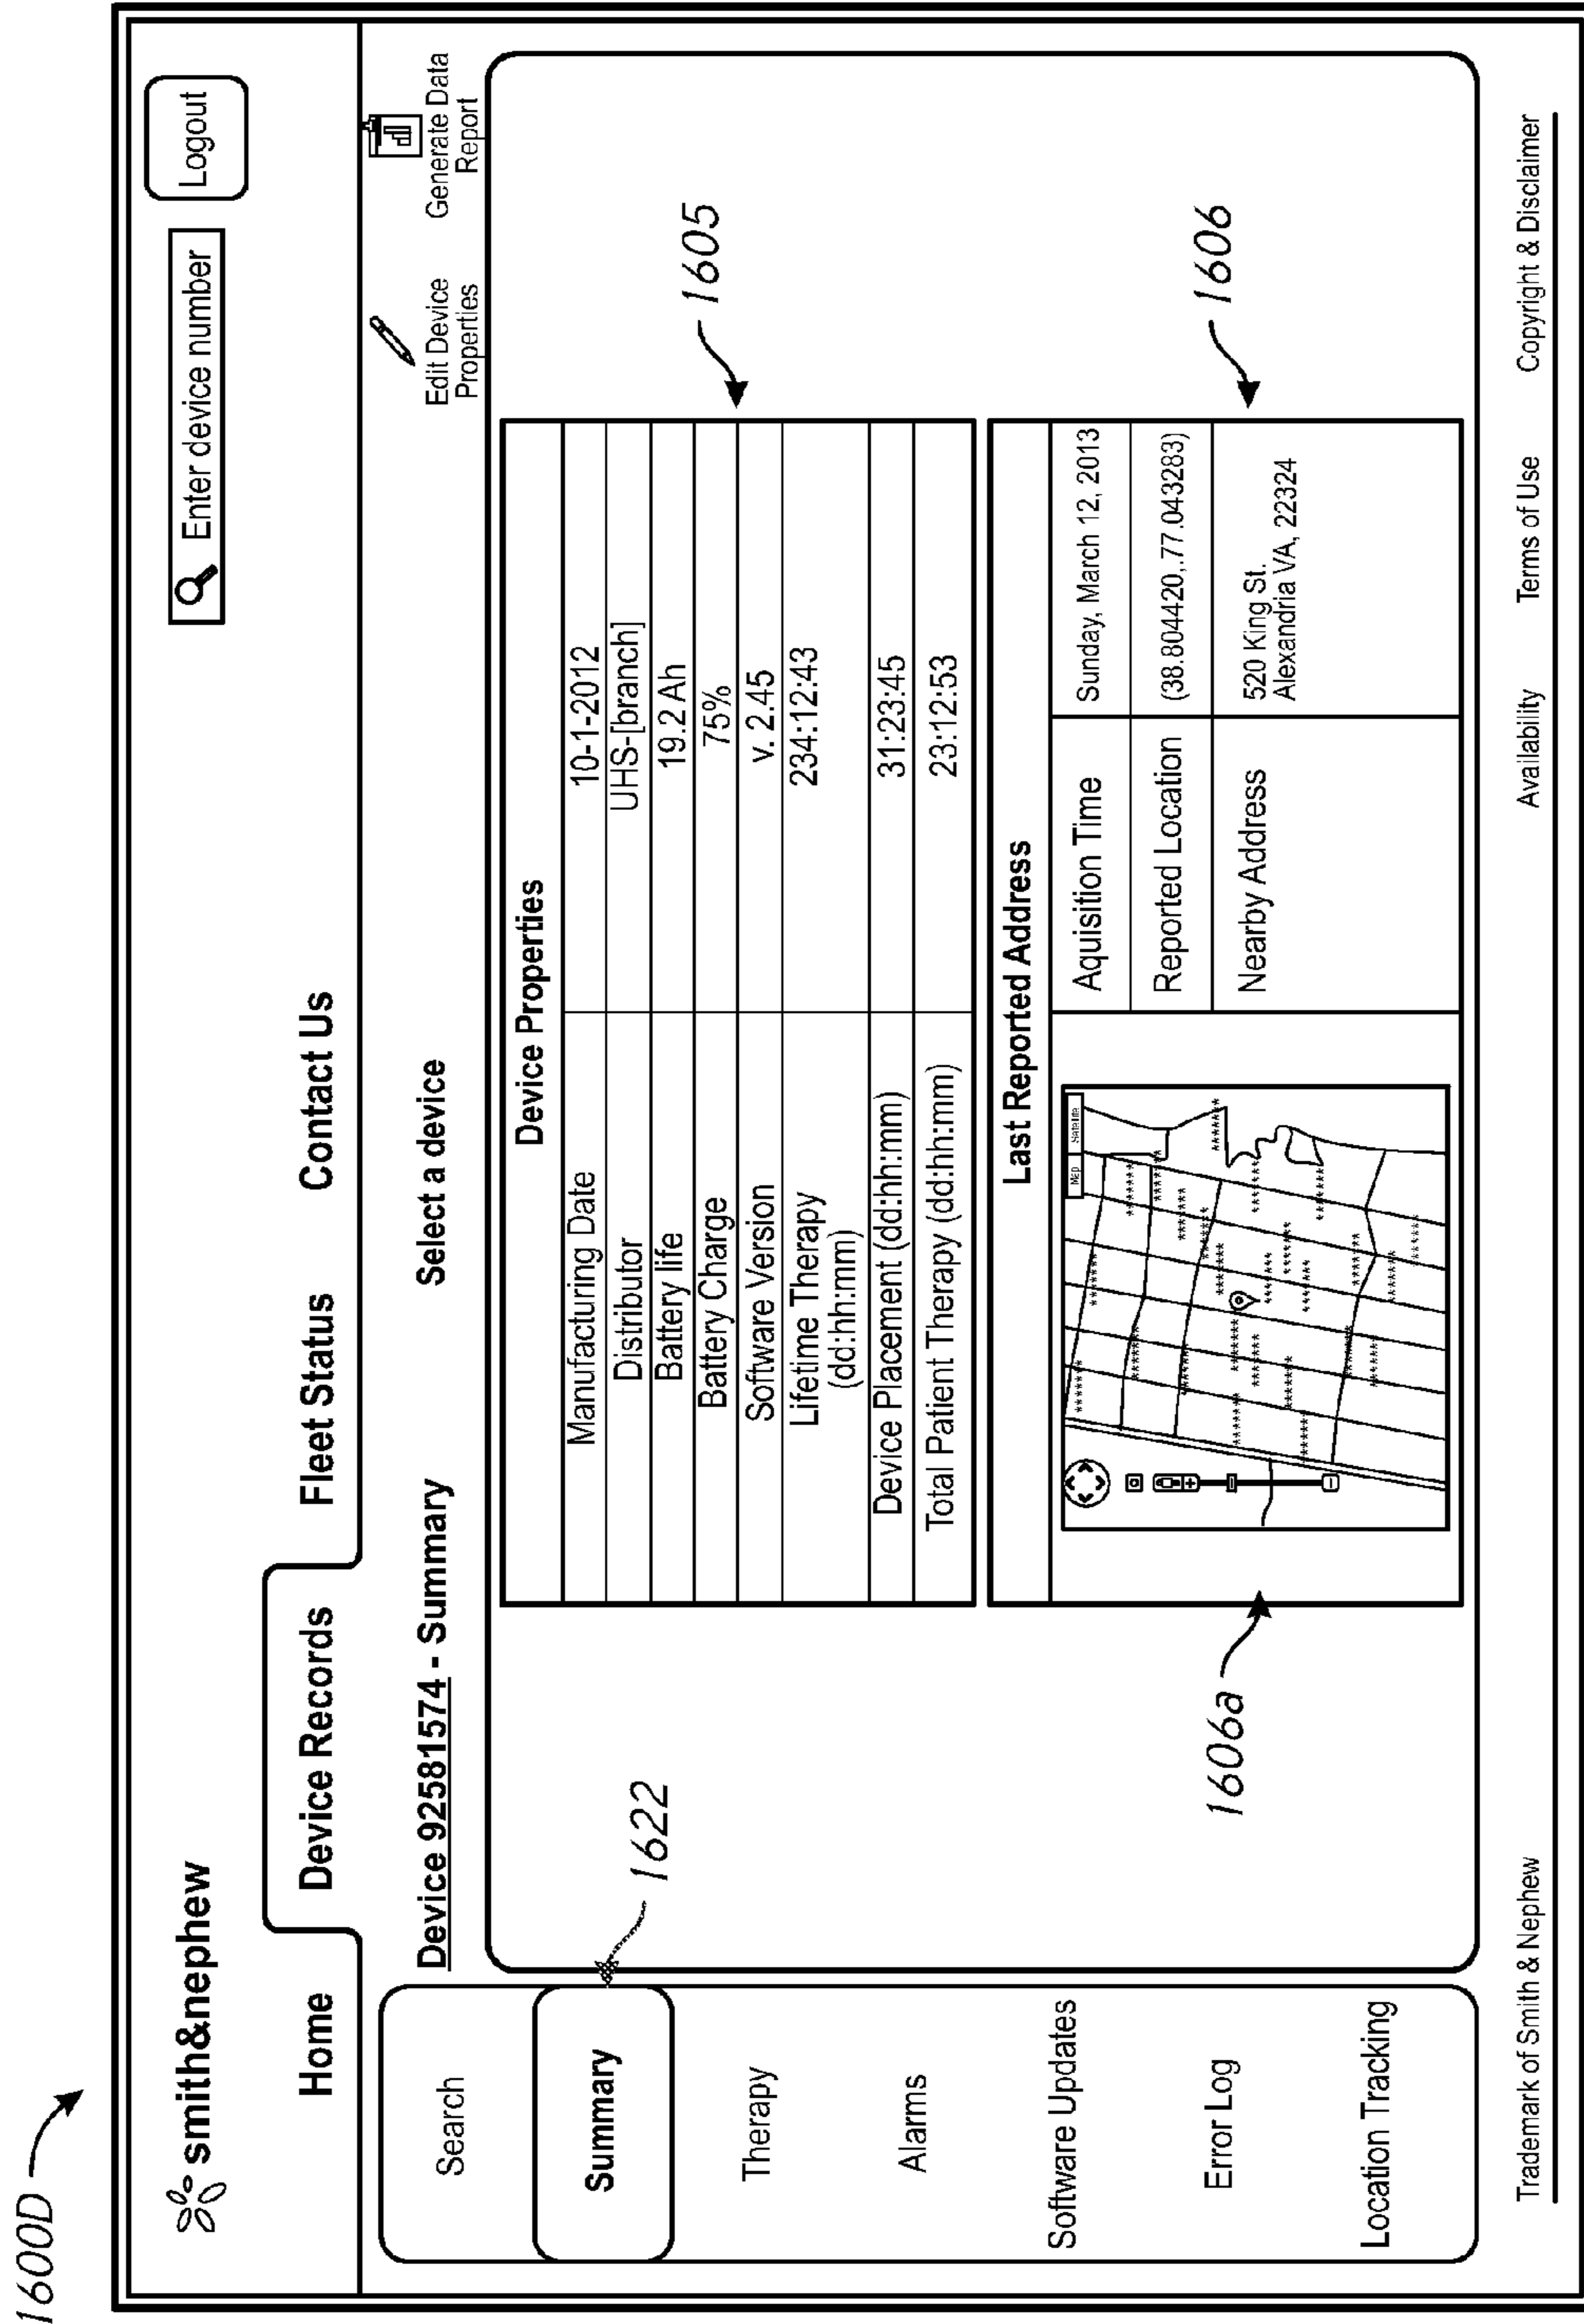 1600D
smith&nephew
Enter device number
Logout
Home
Device Records
Fleet Status
Contact Us
Device 92581574 - Summary
Select a device
Edit Device
Properties
Generate Data
Report
Search
Summary
Therapy
Alarms
Software Updates
Error Log
Location Tracking
1622
Device Properties
Manufacturing Date 10-1-2012
Distributor UHS-[branch]
Battery life 19.2 Ah
Battery Charge 75%
Software Version v. 2.45
Lifetime Therapy 234:12:43
(dd:hh:mm)
Device Placement (dd:hh:mm) 31:23:45
Total Patient Therapy (dd:hh:mm) 23:12:53
1605
Last Reported Address
Map Satellite
Aquisition Time Sunday, March 12, 2013
Reported Location (38.804420,.77.043283)
Nearby Address 520 King St.
Alexandria VA, 22324
1606
1606a
Trademark of Smith & Nephew
Availability
Terms of Use
Copyright & Disclaimer